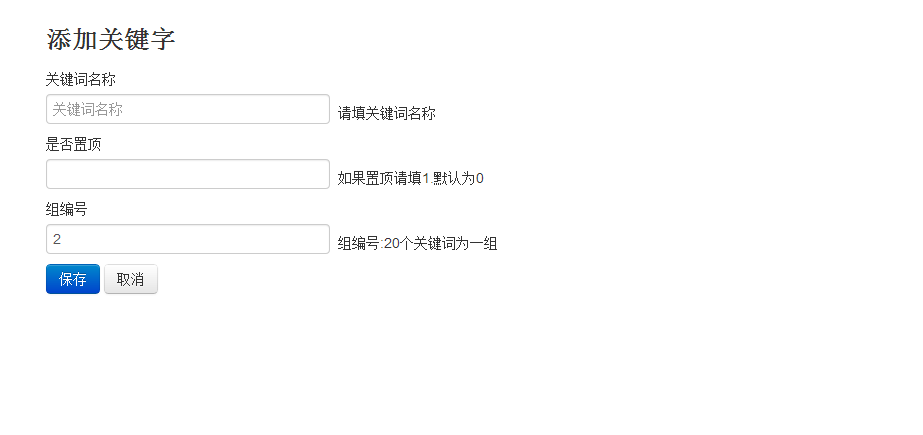 添加关键字
关键词名称
关键词名称 请填关键词名称
是否置顶
如果置顶请填1.默认为0
组编号
2 组编号:20个关键词为一组
保存 取消